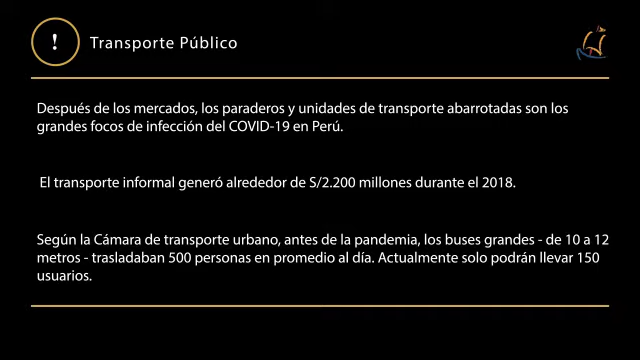 !
Transporte Público
Después de los mercados, los paraderos y unidades de transporte abarrotadas son los
grandes focos de infección del COVID-19 en Perú.
El transporte informal generó alrededor de S/2.200 millones durante el 2018.
Según la Cámara de transporte urbano, antes de la pandemia, los buses grandes - de 10 a 12
metros - trasladaban 500 personas en promedio al día. Actualmente solo podrán llevar 150
usuarios.